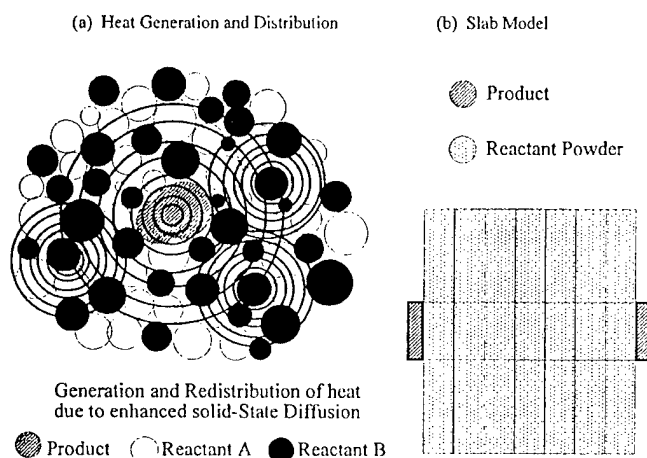 (a) Heat Generation and Distribution
(b) Slab Model
Product
Reactant Powder
Generation and Redistribution of heat
due to enhanced solid-State Diffusion
Product Reactant A Reactant B